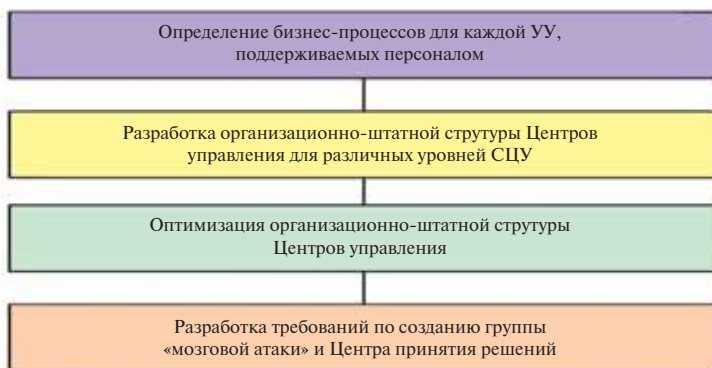 Определение бизнес-процессов для каждой УУ,
поддерживаемых персоналом
Разработка организационно-штатной струтуры Центров
управления для различных уровней СЦУ
Оптимизация организационно-штатной струтуры
Центров управления
Разработка требований по созданию группы
«мозговой атаки» и Центра принятия решений